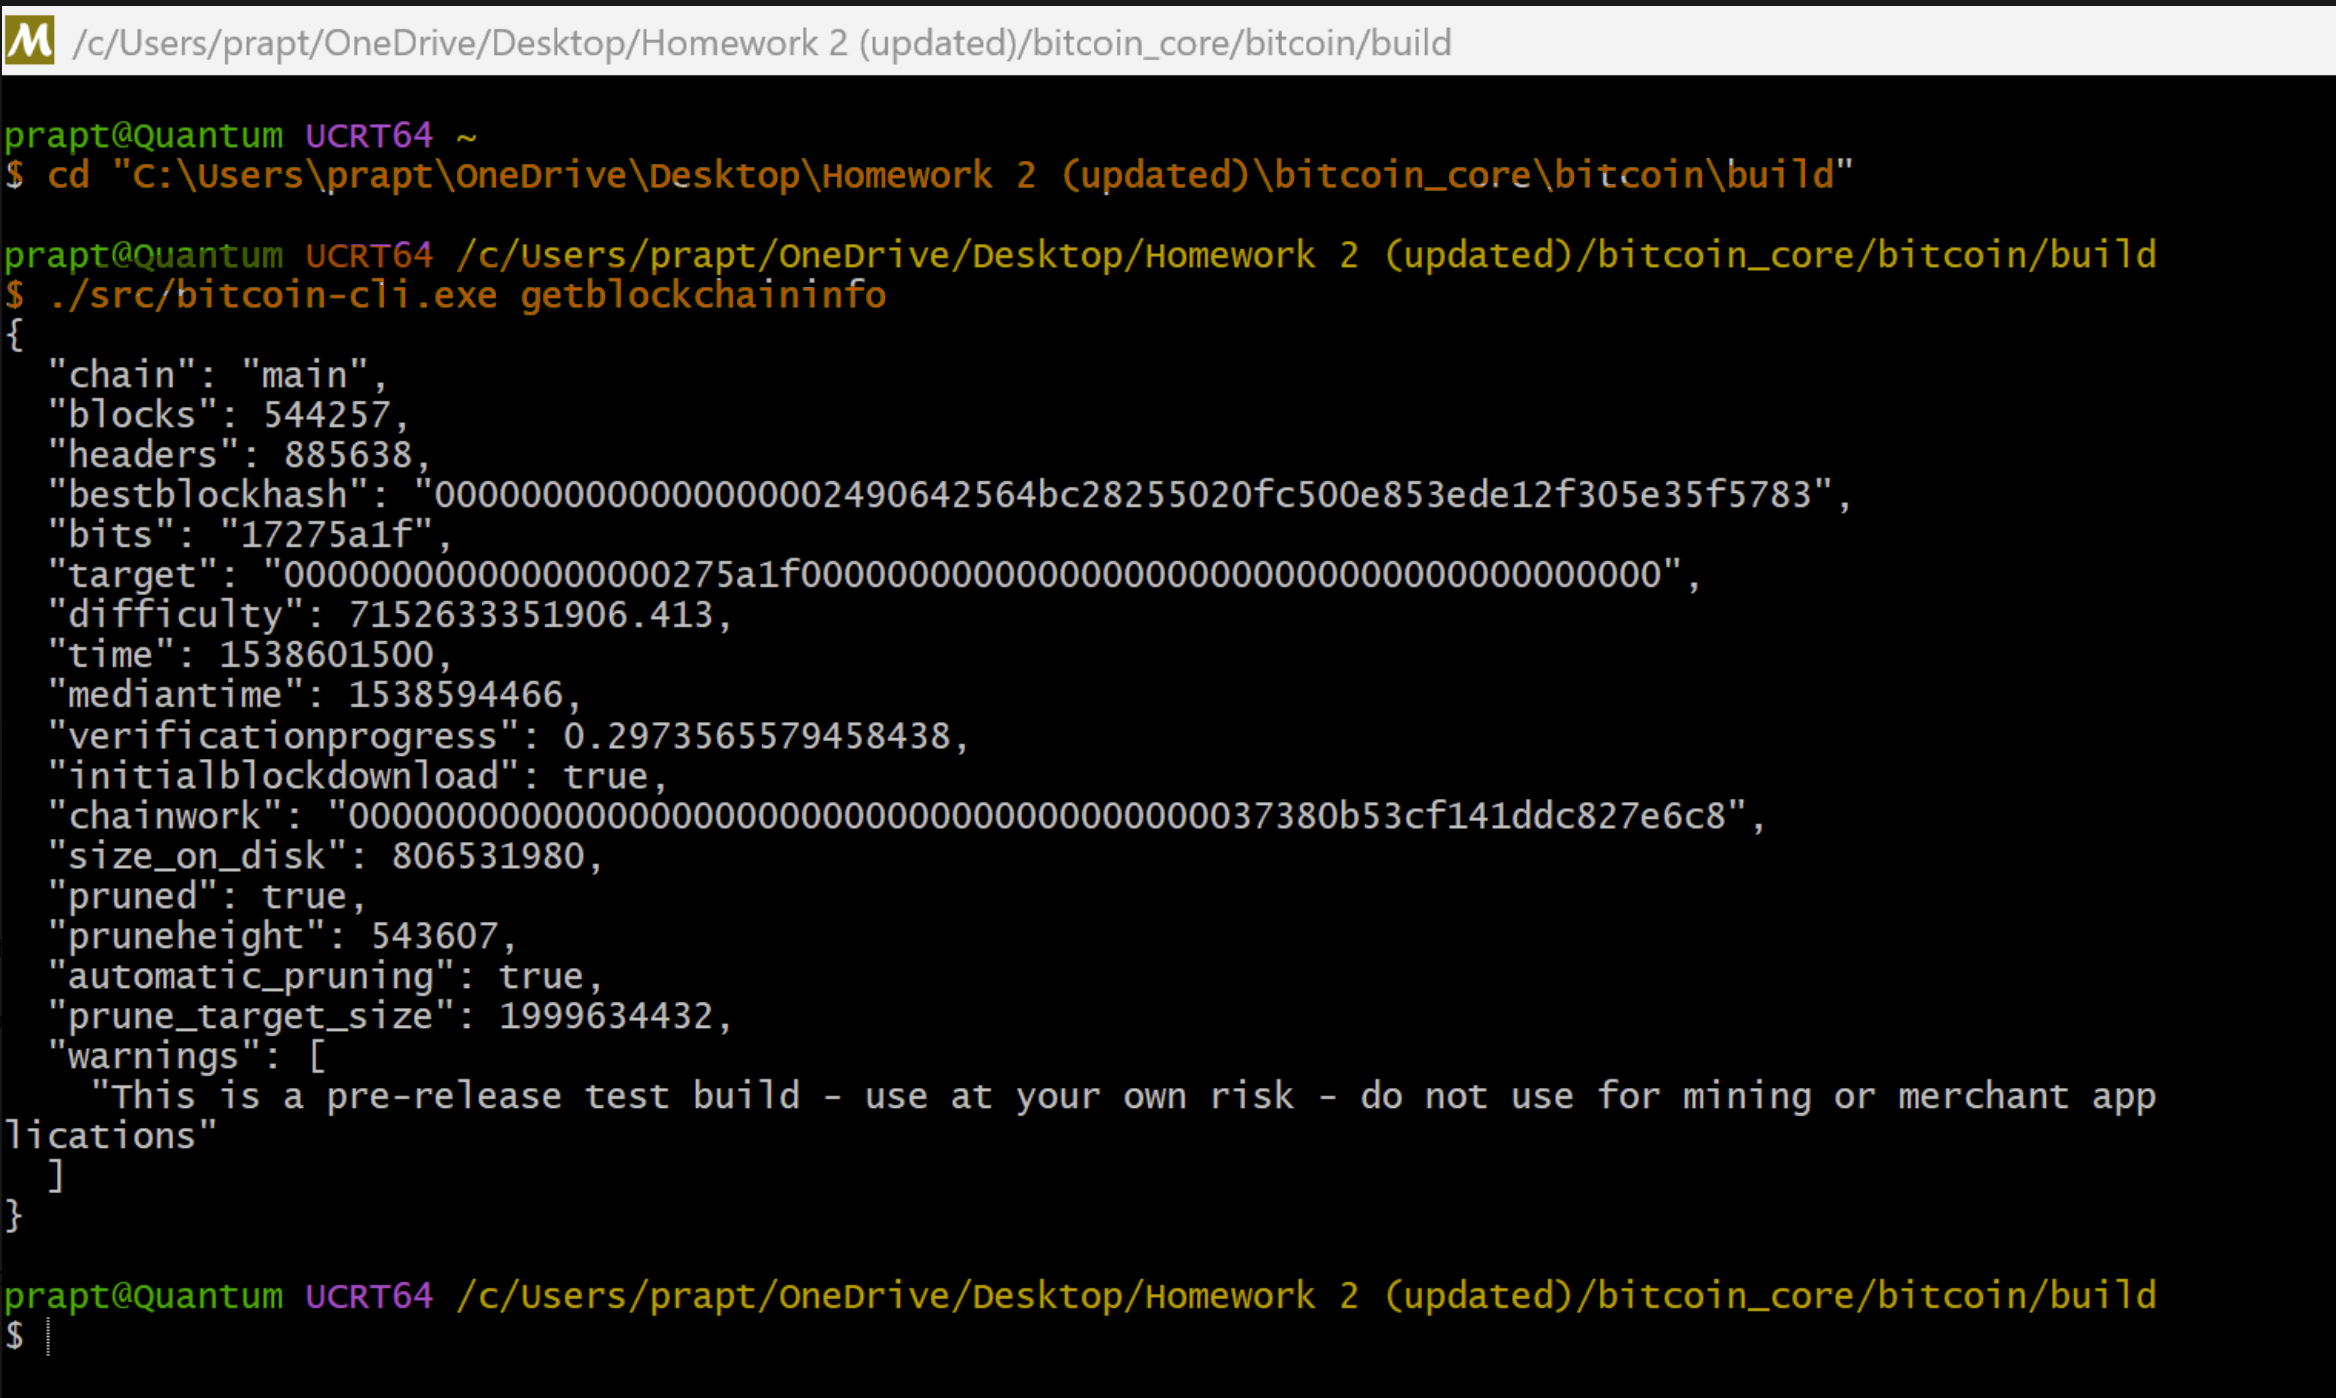 M /c/Users/prapt/OneDrive/Desktop/Homework 2 (updated)/bitcoin_core/bitcoin/build
prapt@Quantum UCRT64 ~
$ cd "C:\Users\prapt\OneDrive\Desktop\Homework 2 (updated)\bitcoin_core\bitcoin\build"
prapt@Quantum UCRT64 /c/Users/prapt/OneDrive/Desktop/Homework 2 (updated)/bitcoin_core/bitcoin/build
$ ./src/bitcoin-cli.exe getblockchaininfo
{
  "chain": "main",
  "blocks": 544257,
  "headers": 885638,
  "bestblockhash": "00000000000000000002490642564bc28255020fc500e853ede12f305e35f5783",
  "bits": "17275a1f",
  "target": "0000000000000000000275a1f0000000000000000000000000000000000000000",
  "difficulty": 7152633351906.413,
  "time": 1538601500,
  "mediantime": 1538594466,
  "verificationprogress": 0.2973565579458438,
  "initialblockdownload": true,
  "chainwork": "0000000000000000000000000000000000000000037380b53cf141ddc827e6c8",
  "size_on_disk": 806531980,
  "pruned": true,
  "pruneheight": 543607,
  "automatic_pruning": true,
  "prune_target_size": 1999634432,
  "warnings": [
    "This is a pre-release test build - use at your own risk - do not use for mining or merchant app
lications"
  ]
}
prapt@Quantum UCRT64 /c/Users/prapt/OneDrive/Desktop/Homework 2 (updated)/bitcoin_core/bitcoin/build
$